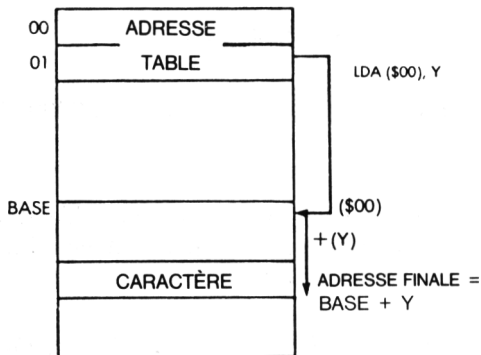 00 ADRESSE
01 TABLE
LDA ($00), Y
BASE
($00)
+(Y)
CARACTÈRE
ADRESSE FINALE =
BASE + Y